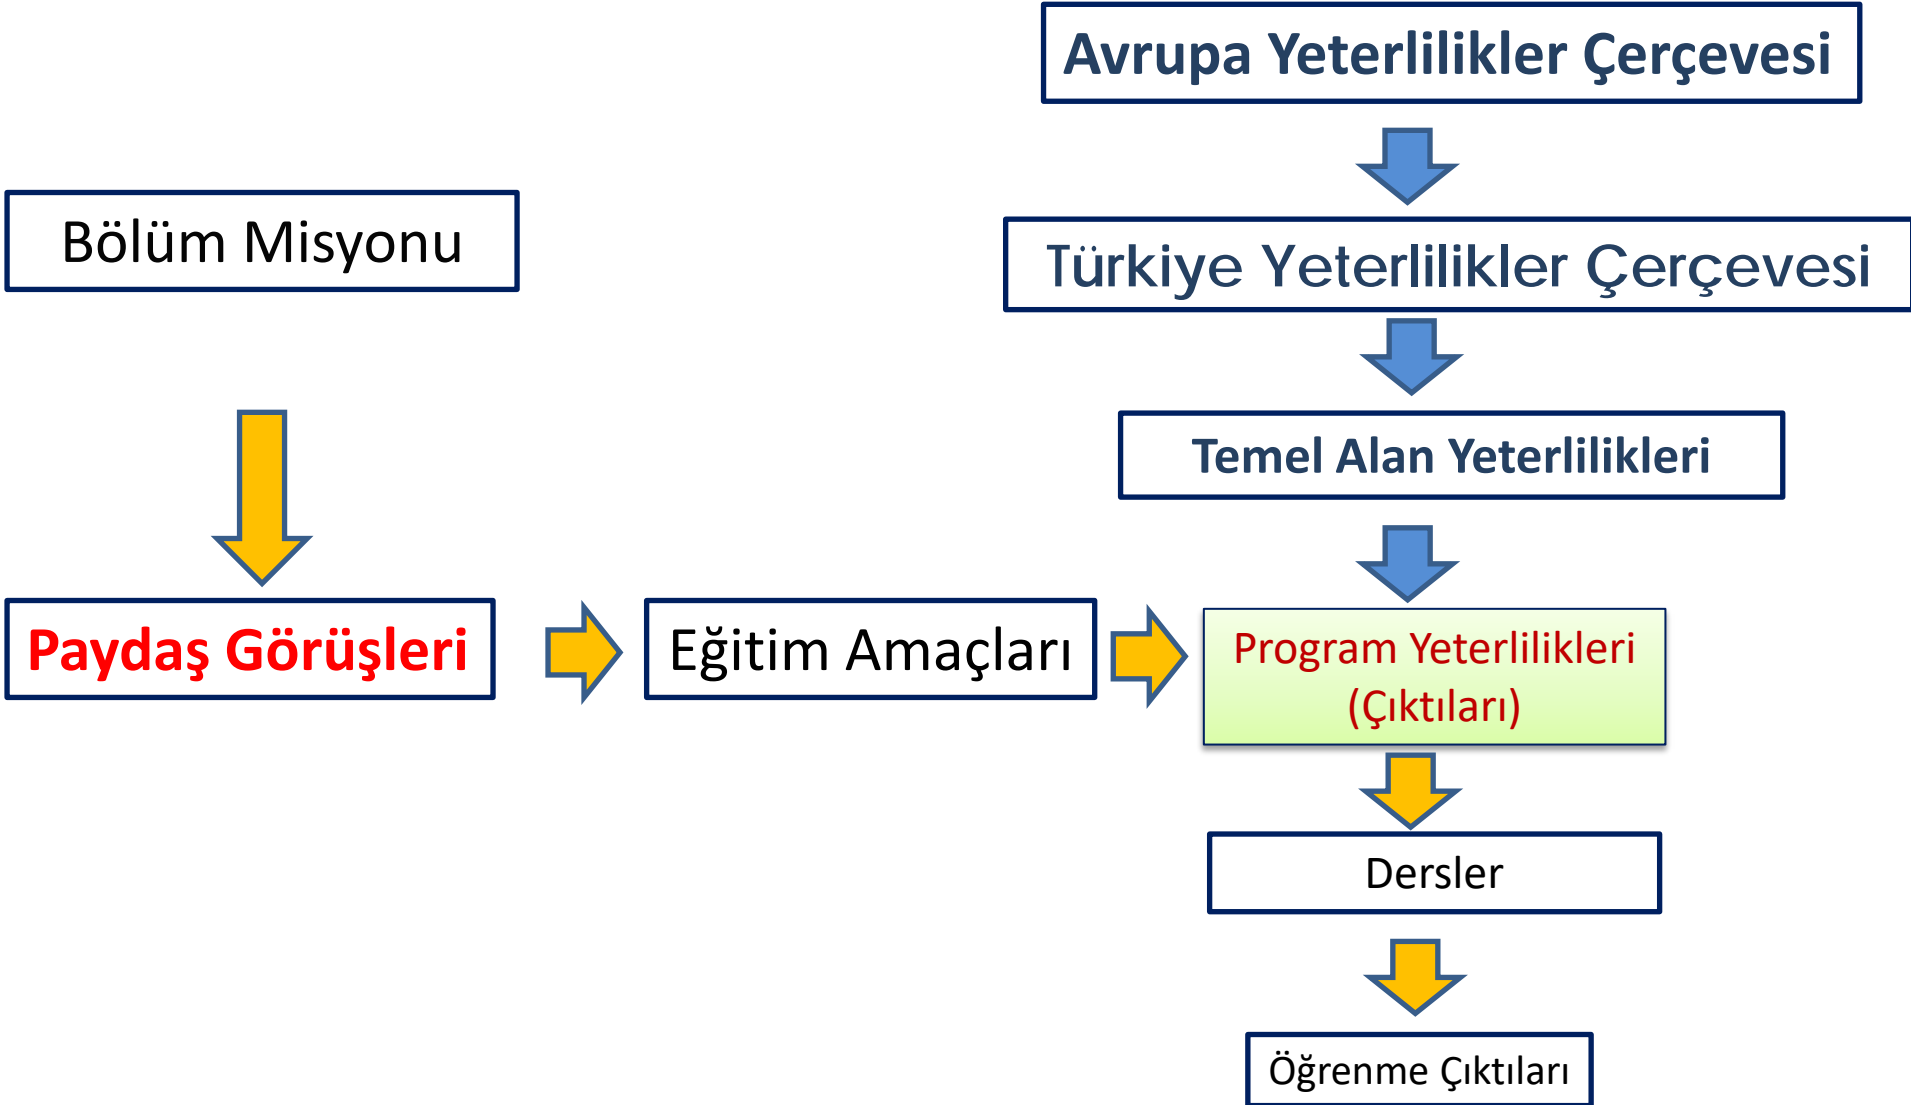 Avrupa Yeterlilikler Çerçevesi
Bölüm Misyonu
Türkiye Yeterlilikler Çerçevesi
Temel Alan Yeterlilikleri
Paydaş Görüşleri
Eğitim Amaçları
Program Yeterlilikleri
(Çıktıları)
Dersler
Öğrenme Çıktıları